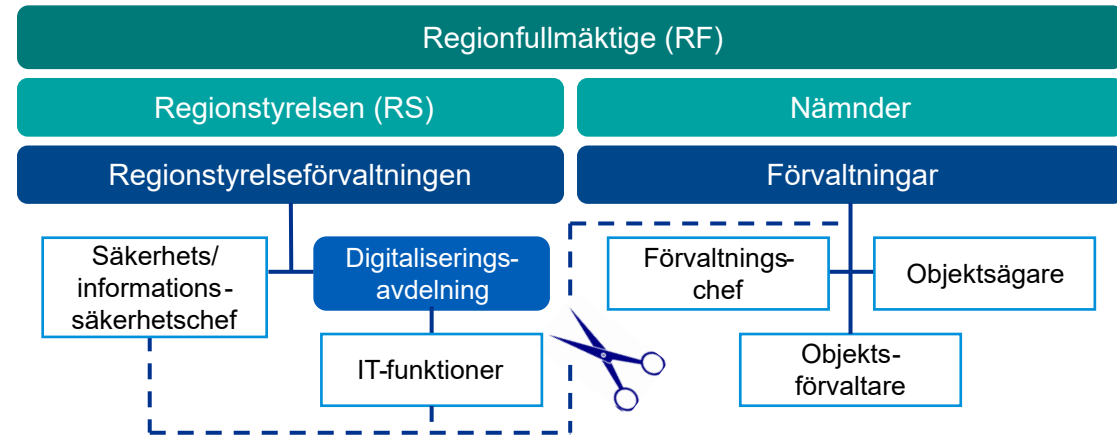 Regionfullmäktige (RF)
Regionstyrelsen (RS)
Nämnder
Regionstyrelseförvaltningen
Förvaltningar
Säkerhets/
informations-
säkerhetschef
Digitaliserings-
avdelning
IT-funktioner
Förvaltnings-
chef
Objektsägare
Objekts-
förvaltare